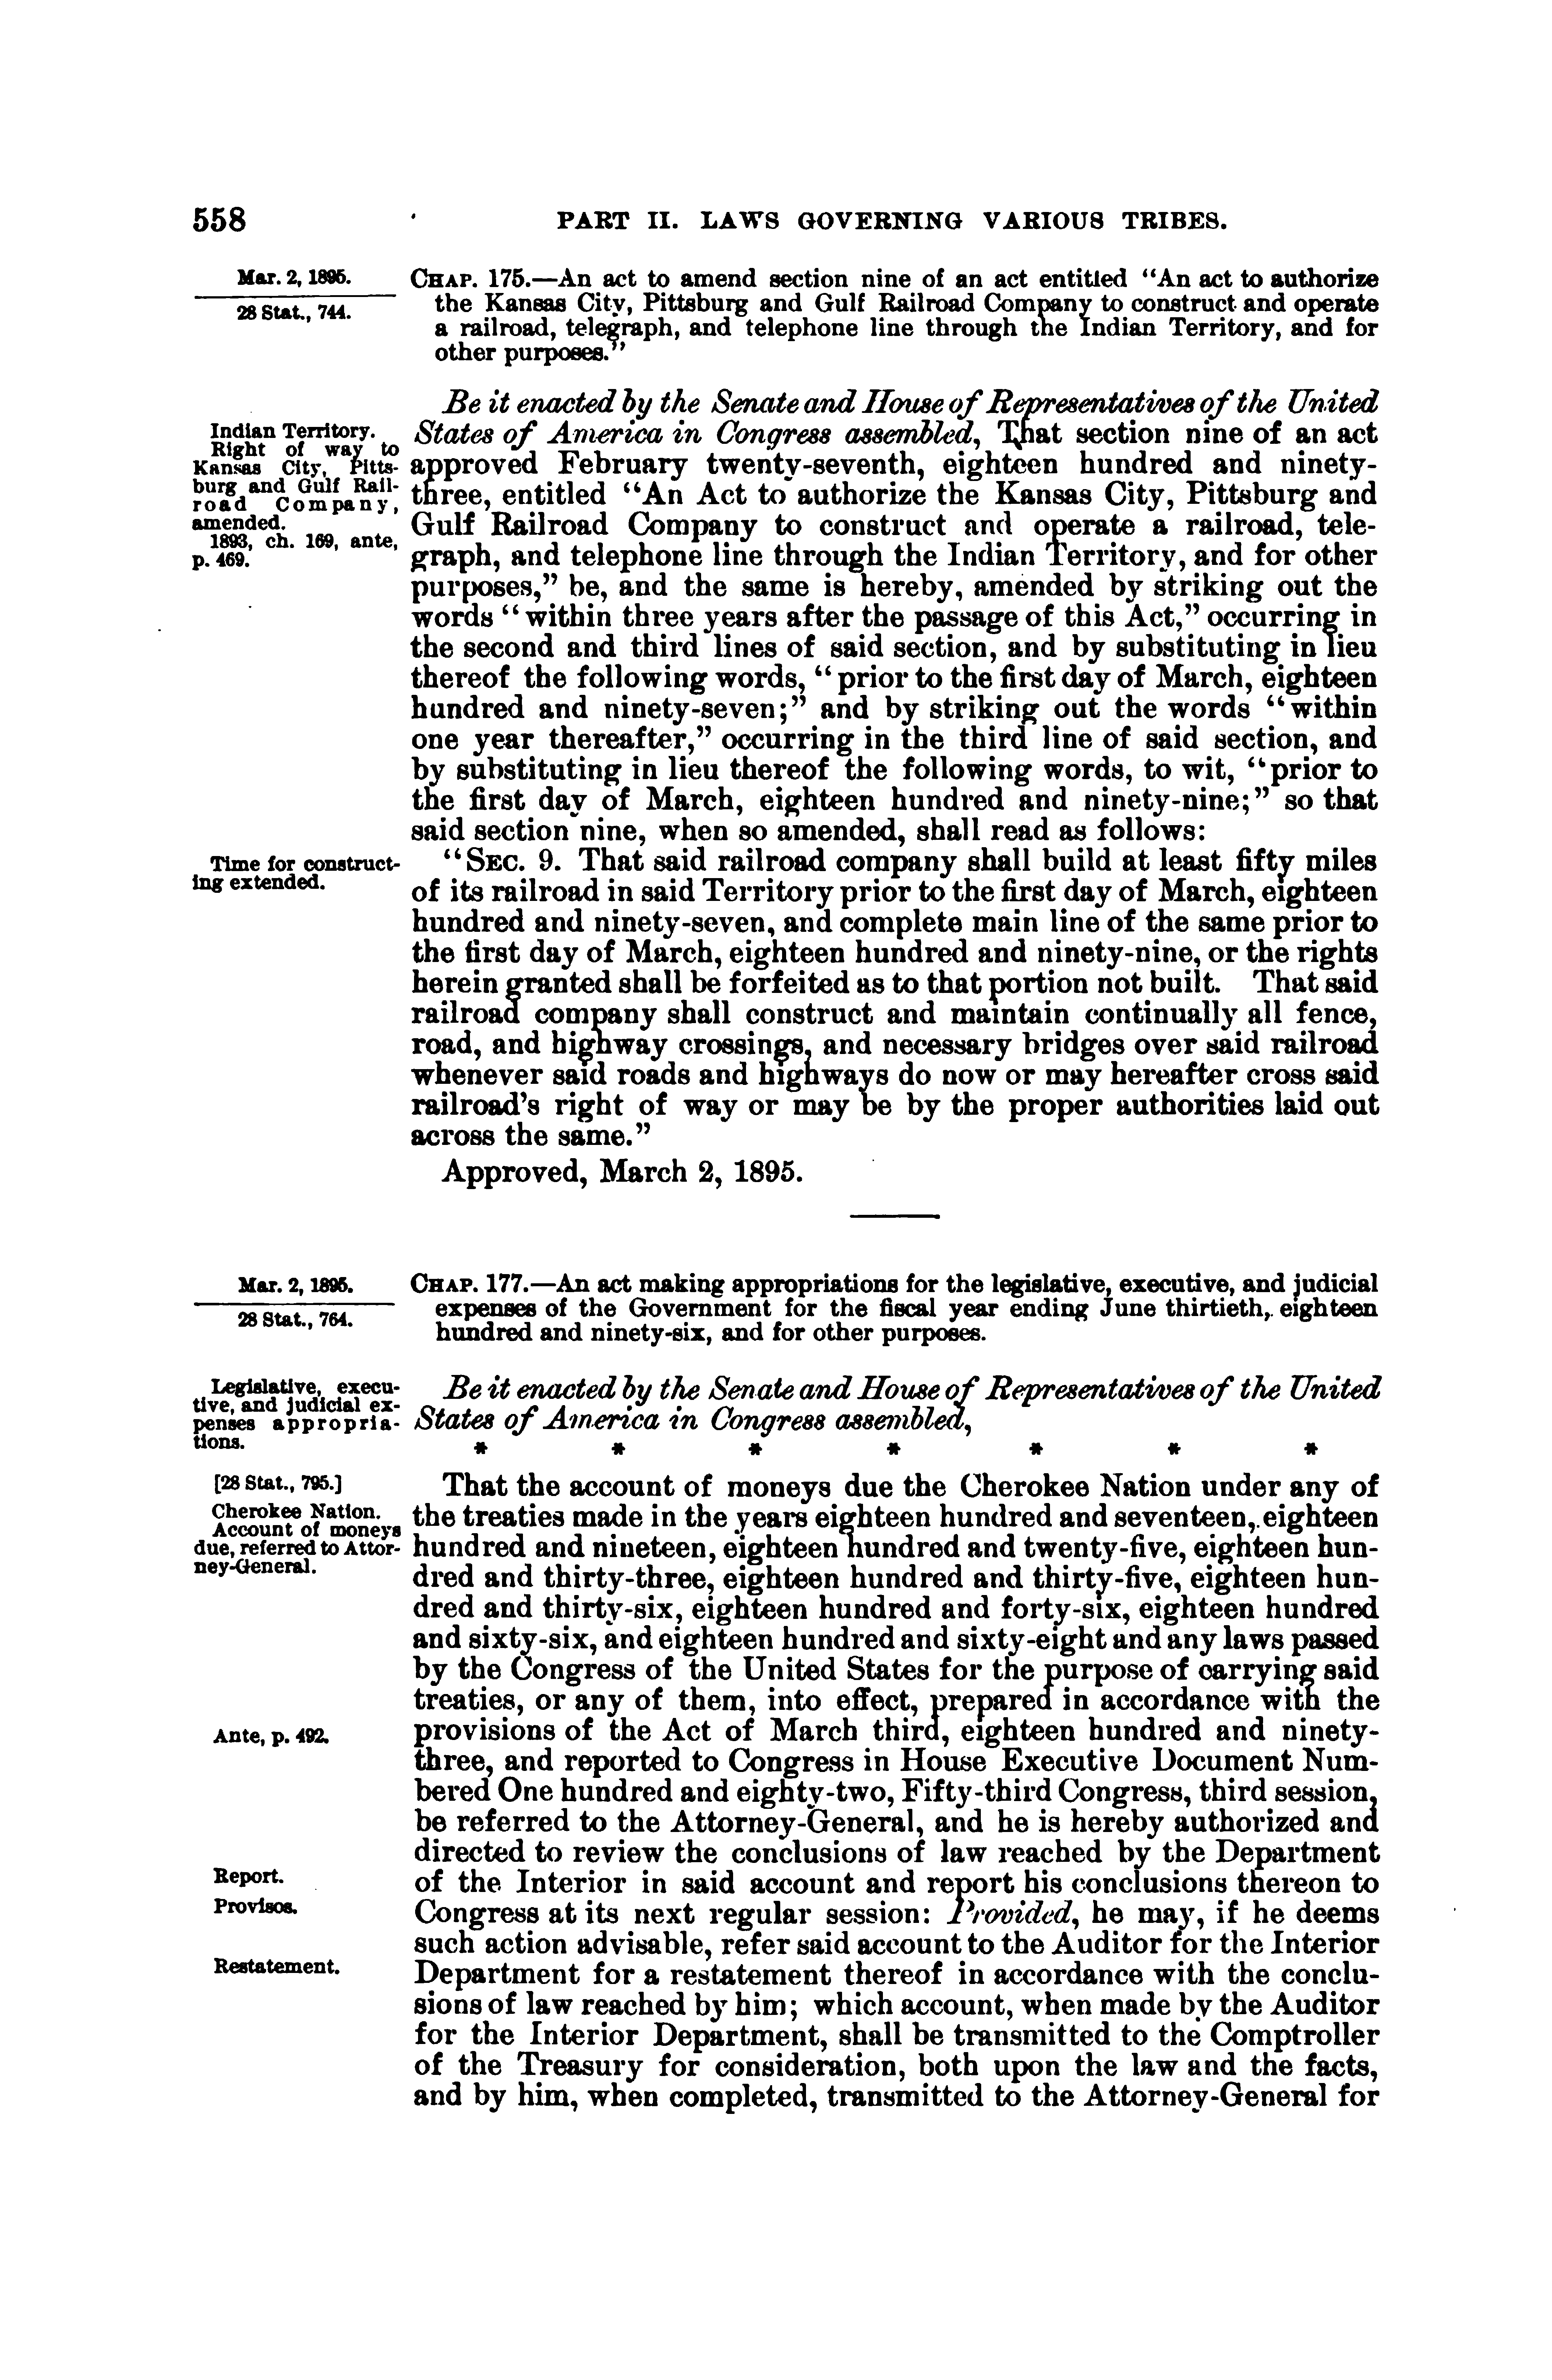 558
PART II. LAWS GOVERNING VARIOUS TRIBES.
Mar. 2, 1895.
28 Stat., 744.
CHAP. 175.—An act to amend section nine of an act entitled “An act to authorize
the Kansas City, Pittsburg and Gulf Railroad Company to construct and operate
a railroad, telegraph, and telephone line through the Indian Territory, and for
other purposes.”
Indian Territory.
Right of way to
Kansas City, Pitts-
burg and Gulf Rail-
road Company,
amended.
1893, ch. 169, ante,
p. 469.
Be it enacted by the Senate and House of Representatives of the United
States of America in Congress assembled, That section nine of an act
approved February twenty-seventh, eighteen hundred and ninety-
three, entitled “An Act to authorize the Kansas City, Pittsburg and
Gulf Railroad Company to construct and operate a railroad, tele-
graph, and telephone line through the Indian Territory, and for other
purposes,” be, and the same is hereby, amended by striking out the
words “within three years after the passage of this Act,” occurring in
the second and third lines of said section, and by substituting in lieu
thereof the following words, “prior to the first day of March, eighteen
hundred and ninety-seven;” and by striking out the words “within
one year thereafter,” occurring in the third line of said section, and
by substituting in lieu thereof the following words, to wit, “prior to
the first day of March, eighteen hundred and ninety-nine;” so that
said section nine, when so amended, shall read as follows:
Time for construct-
ing extended.
“SEC. 9. That said railroad company shall build at least fifty miles
of its railroad in said Territory prior to the first day of March, eighteen
hundred and ninety-seven, and complete main line of the same prior to
the first day of March, eighteen hundred and ninety-nine, or the rights
herein granted shall be forfeited as to that portion not built. That said
railroad company shall construct and maintain continually all fence,
road, and highway crossings, and necessary bridges over said railroad
whenever said roads and highways do now or may hereafter cross said
railroad’s right of way or may be by the proper authorities laid out
across the same.”
Approved, March 2, 1895.
Mar. 2, 1895.
28 Stat., 764.
CHAP. 177.—An act making appropriations for the legislative, executive, and judicial
expenses of the Government for the fiscal year ending June thirtieth, eighteen
hundred and ninety-six, and for other purposes.
Legislative, execu-
tive, and judicial ex-
penses appropria-
tions.
Be it enacted by the Senate and House of Representatives of the United
States of America in Congress assembled,
* * * * * * *
[28 Stat., 795.]
Cherokee Nation.
Account of moneys
due, referred to Attor-
ney-General.
That the account of moneys due the Cherokee Nation under any of
the treaties made in the years eighteen hundred and seventeen, eighteen
hundred and nineteen, eighteen hundred and twenty-five, eighteen hun-
dred and thirty-three, eighteen hundred and thirty-five, eighteen hun-
dred and thirty-six, eighteen hundred and forty-six, eighteen hundred
and sixty-six, and eighteen hundred and sixty-eight and any laws passed
by the Congress of the United States for the purpose of carrying said
treaties, or any of them, into effect, prepared in accordance with the
Ante, p. 492.
provisions of the Act of March third, eighteen hundred and ninety-
three, and reported to Congress in House Executive Document Num-
bered One hundred and eighty-two, Fifty-third Congress, third session,
be referred to the Attorney-General, and he is hereby authorized and
directed to review the conclusions of law reached by the Department
Report.
of the Interior in said account and report his conclusions thereon to
Provisos.
Congress at its next regular session: Provided, he may, if he deems
such action advisable, refer said account to the Auditor for the Interior
Restatement.
Department for a restatement thereof in accordance with the conclu-
sions of law reached by him; which account, when made by the Auditor
for the Interior Department, shall be transmitted to the Comptroller
of the Treasury for consideration, both upon the law and the facts,
and by him, when completed, transmitted to the Attorney-General for